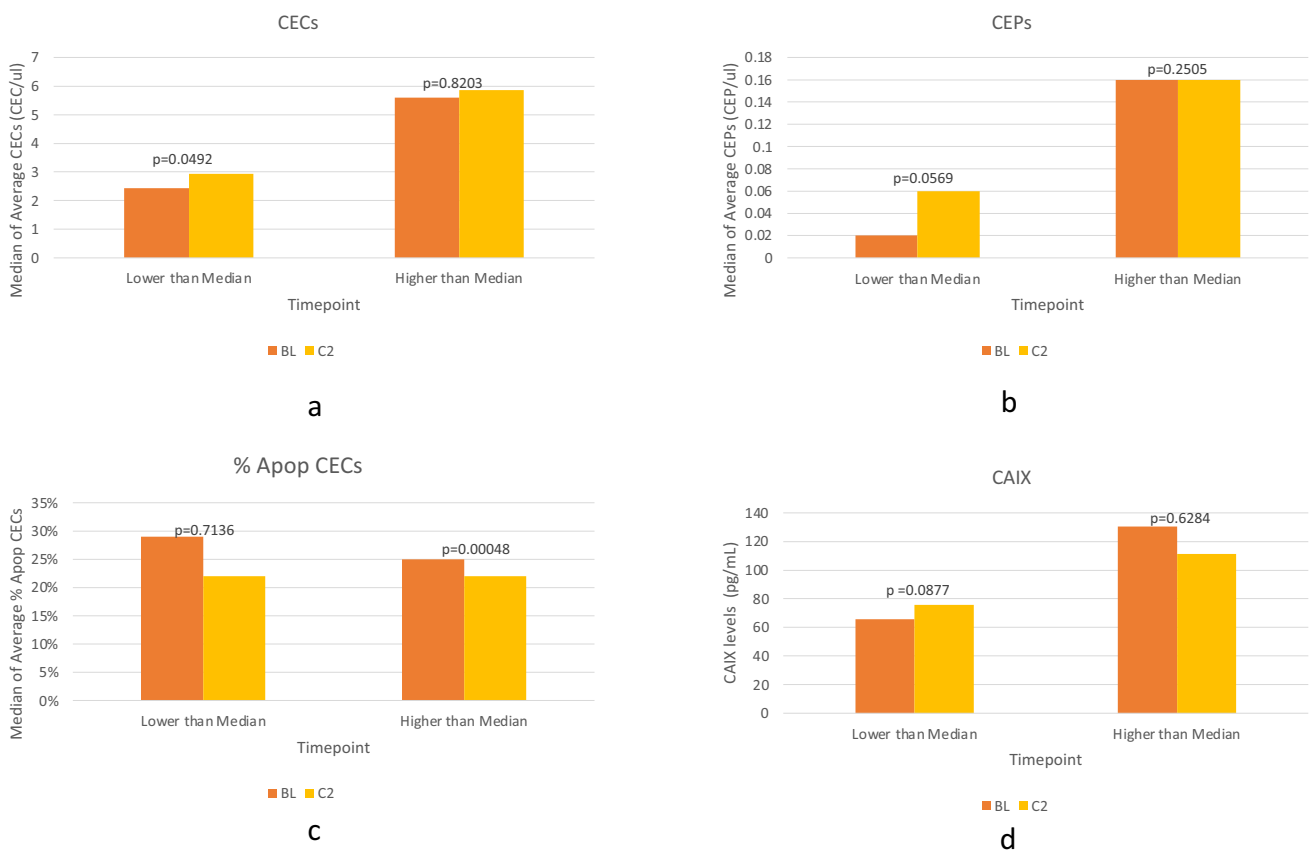 CECs
Median of Average CECs (CEC/ul)
7
6
5
4
3
2
1
0
p=0.0492
p=0.8203
Lower than Median
Higher than Median
Timepoint
BL C2
a
CEPs
Median of Average CEPs (CEP/ul)
0.18
0.16
0.14
0.12
0.1
0.08
0.06
0.04
0.02
0
p=0.0569
p=0.2505
Lower than Median
Higher than Median
Timepoint
BL C2
b
% Apop CECs
Median of Average % Apop CECs
35%
30%
25%
20%
15%
10%
5%
0%
p=0.7136
p=0.00048
Lower than Median
Higher than Median
Timepoint
BL C2
c
CAIX
CAIX levels (pg/mL)
140
120
100
80
60
40
20
0
p =0.0877
p=0.6284
Lower than Median
Higher than Median
Timepoint
BL C2
d